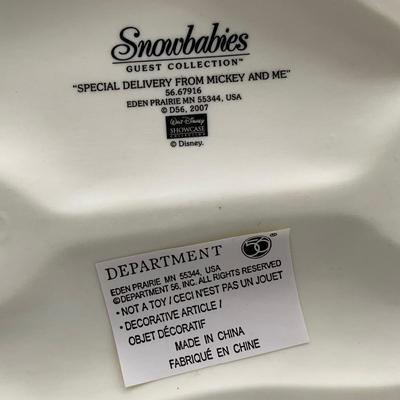 Snowbabies
GUEST COLLECTION™
"SPECIAL DELIVERY FROM MICKEY AND ME"
56.67916
EDEN PRAIRIE MN 55344, USA
© D56, 2007
WALT DISNEY
SHOWCASE
COLLECTION
© Disney.
DEPARTMENT 56
EDEN PRAIRIE MN 55344, USA
©DEPARTMENT 56, INC. ALL RIGHTS RESERVED
• NOT A TOY / CECI N'EST PAS UN JOUET
• DECORATIVE ARTICLE /
OBJET DÉCORATIF
MADE IN CHINA
FABRIQUÉ EN CHINE